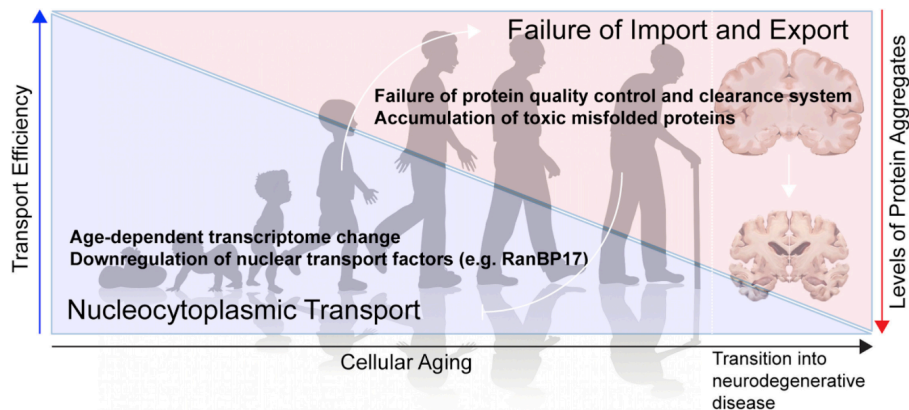 Transport Efficiency
Failure of Import and Export
Failure of protein quality control and clearance system
Accumulation of toxic misfolded proteins
Age-dependent transcriptome change
Downregulation of nuclear transport factors (e.g. RanBP17)
Nucleocytoplasmic Transport
Levels of Protein Aggregates
Cellular Aging
Transition into
neurodegenerative
disease